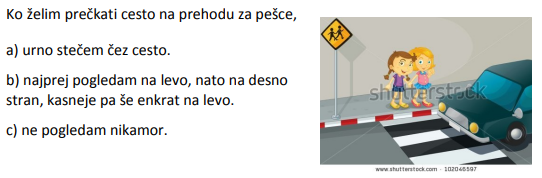 Ko želim prečkati cesto na prehodu za pešce,
a) urno stečem čez cesto.
b) najprej pogledam na levo, nato na desno
stran, kasneje pa še enkrat na levo.
c) ne pogledam nikamor.
shutterstock
www.shutterstock.com · 102046597